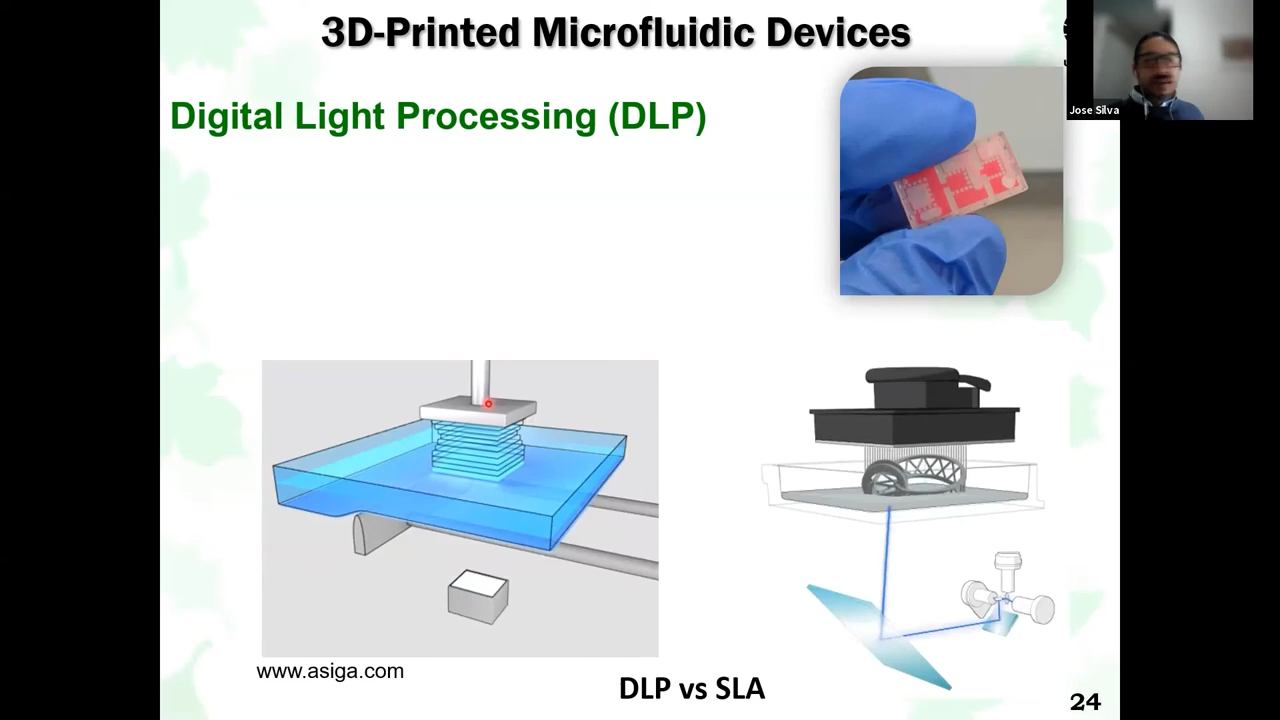 3D-Printed Microfluidic Devices
Jose Silva
Digital Light Processing (DLP)
www.asiga.com
DLP vs SLA
24